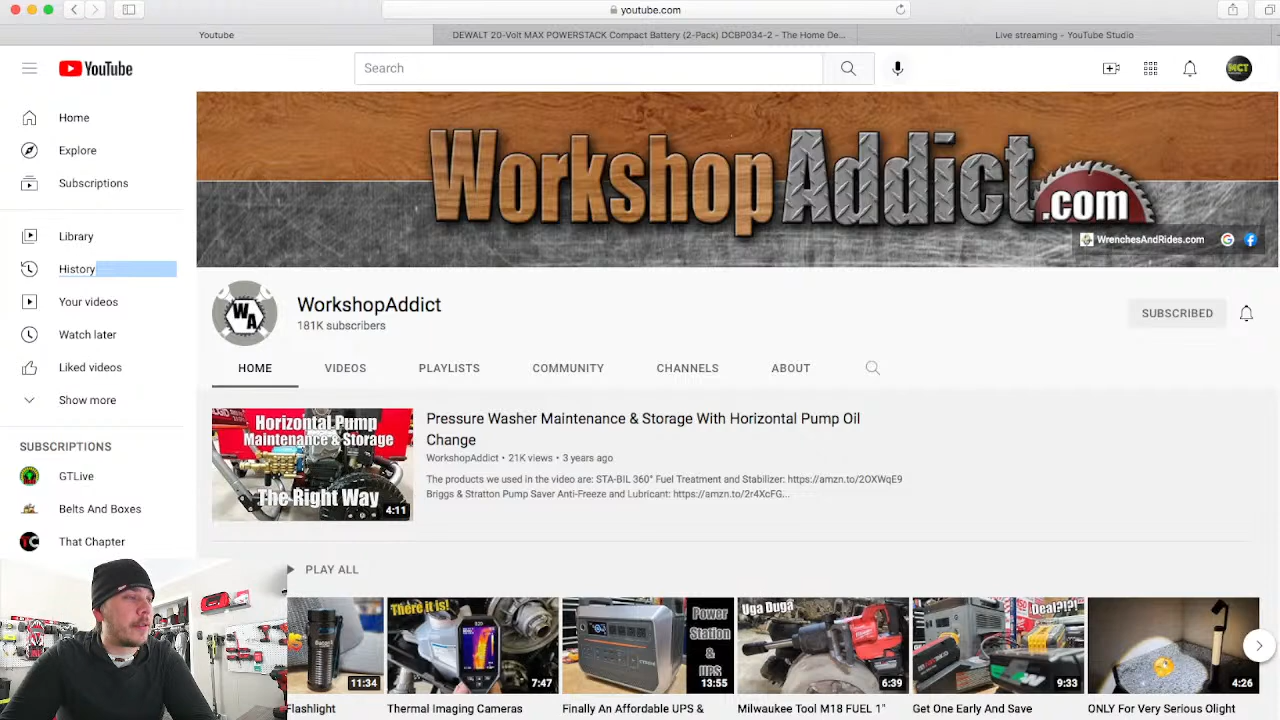 youtube.com
Youtube
DEWALT 20-Volt MAX POWERSTACK Compact Battery (2-Pack) DCBP034-2 - The Home De...
Live streaming - YouTube Studio
YouTube
Search
MCT
Home
Explore
Subscriptions
Library
History
Your videos
Watch later
Liked videos
Show more
SUBSCRIPTIONS
GTLive
Belts And Boxes
That Chapter
WorkshopAddict.com
WrenchesAndRides.com
WA
WorkshopAddict
181K subscribers
SUBSCRIBED
HOME
VIDEOS
PLAYLISTS
COMMUNITY
CHANNELS
ABOUT
Horizontal Pump
Maintenance & Storage
The Right Way
4:11
Pressure Washer Maintenance & Storage With Horizontal Pump Oil
Change
WorkshopAddict • 21K views • 3 years ago
The products we used in the video are: STA-BIL 360° Fuel Treatment and Stabilizer: https://amzn.to/2OXWqE9
Briggs & Stratton Pump Saver Anti-Freeze and Lubricant: https://amzn.to/2r4XcFG...
PLAY ALL
11:34
There it is!
7:47
Power
Station
&
UPS
13:55
Uga Duga
6:39
Deal?!?!
9:33
4:26
Flashlight
Thermal Imaging Cameras
Finally An Affordable UPS &
Milwaukee Tool M18 FUEL 1"
Get One Early And Save
ONLY For Very Serious Olight